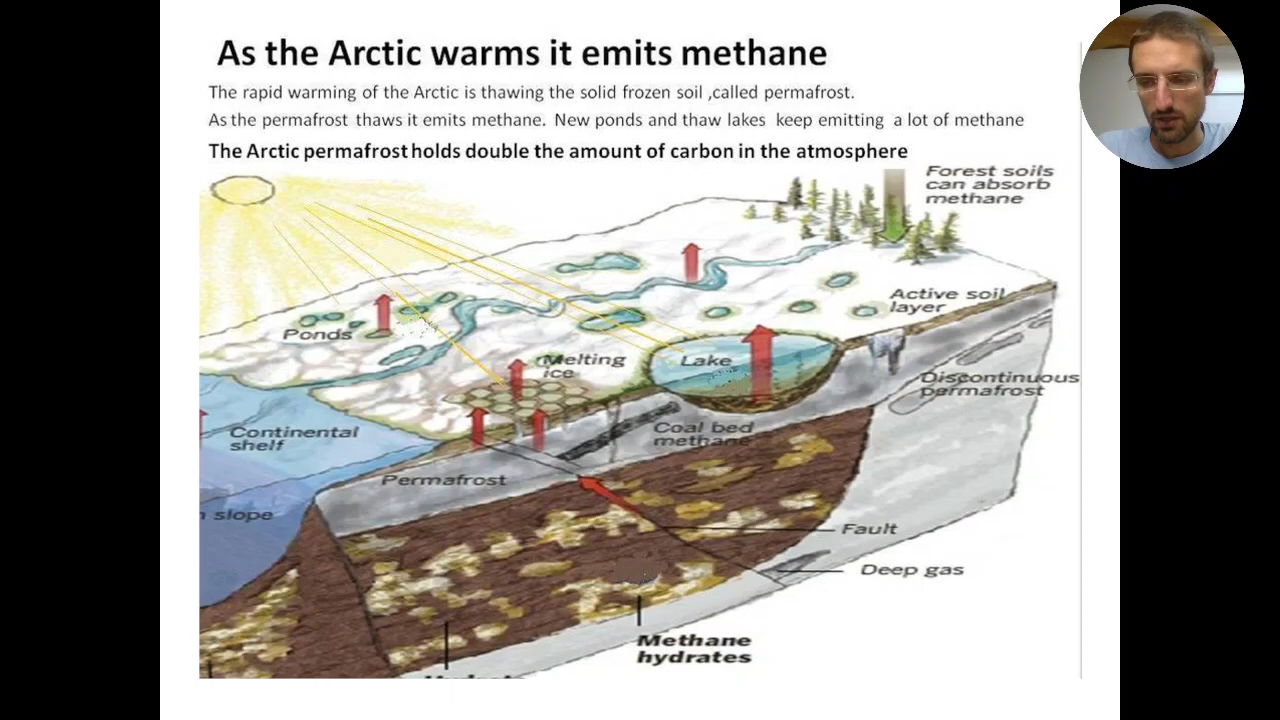 As the Arctic warms it emits methane
The rapid warming of the Arctic is thawing the solid frozen soil ,called permafrost.
As the permafrost thaws it emits methane. New ponds and thaw lakes keep emitting a lot of methane
The Arctic permafrost holds double the amount of carbon in the atmosphere
Forest soils
can absorb
methane
Active soil
layer
Ponds
Melting
ice
Lake
Discontinuous
permafrost
Continental
shelf
Coal bed
methane
Permafrost
slope
Fault
Deep gas
Methane
hydrates